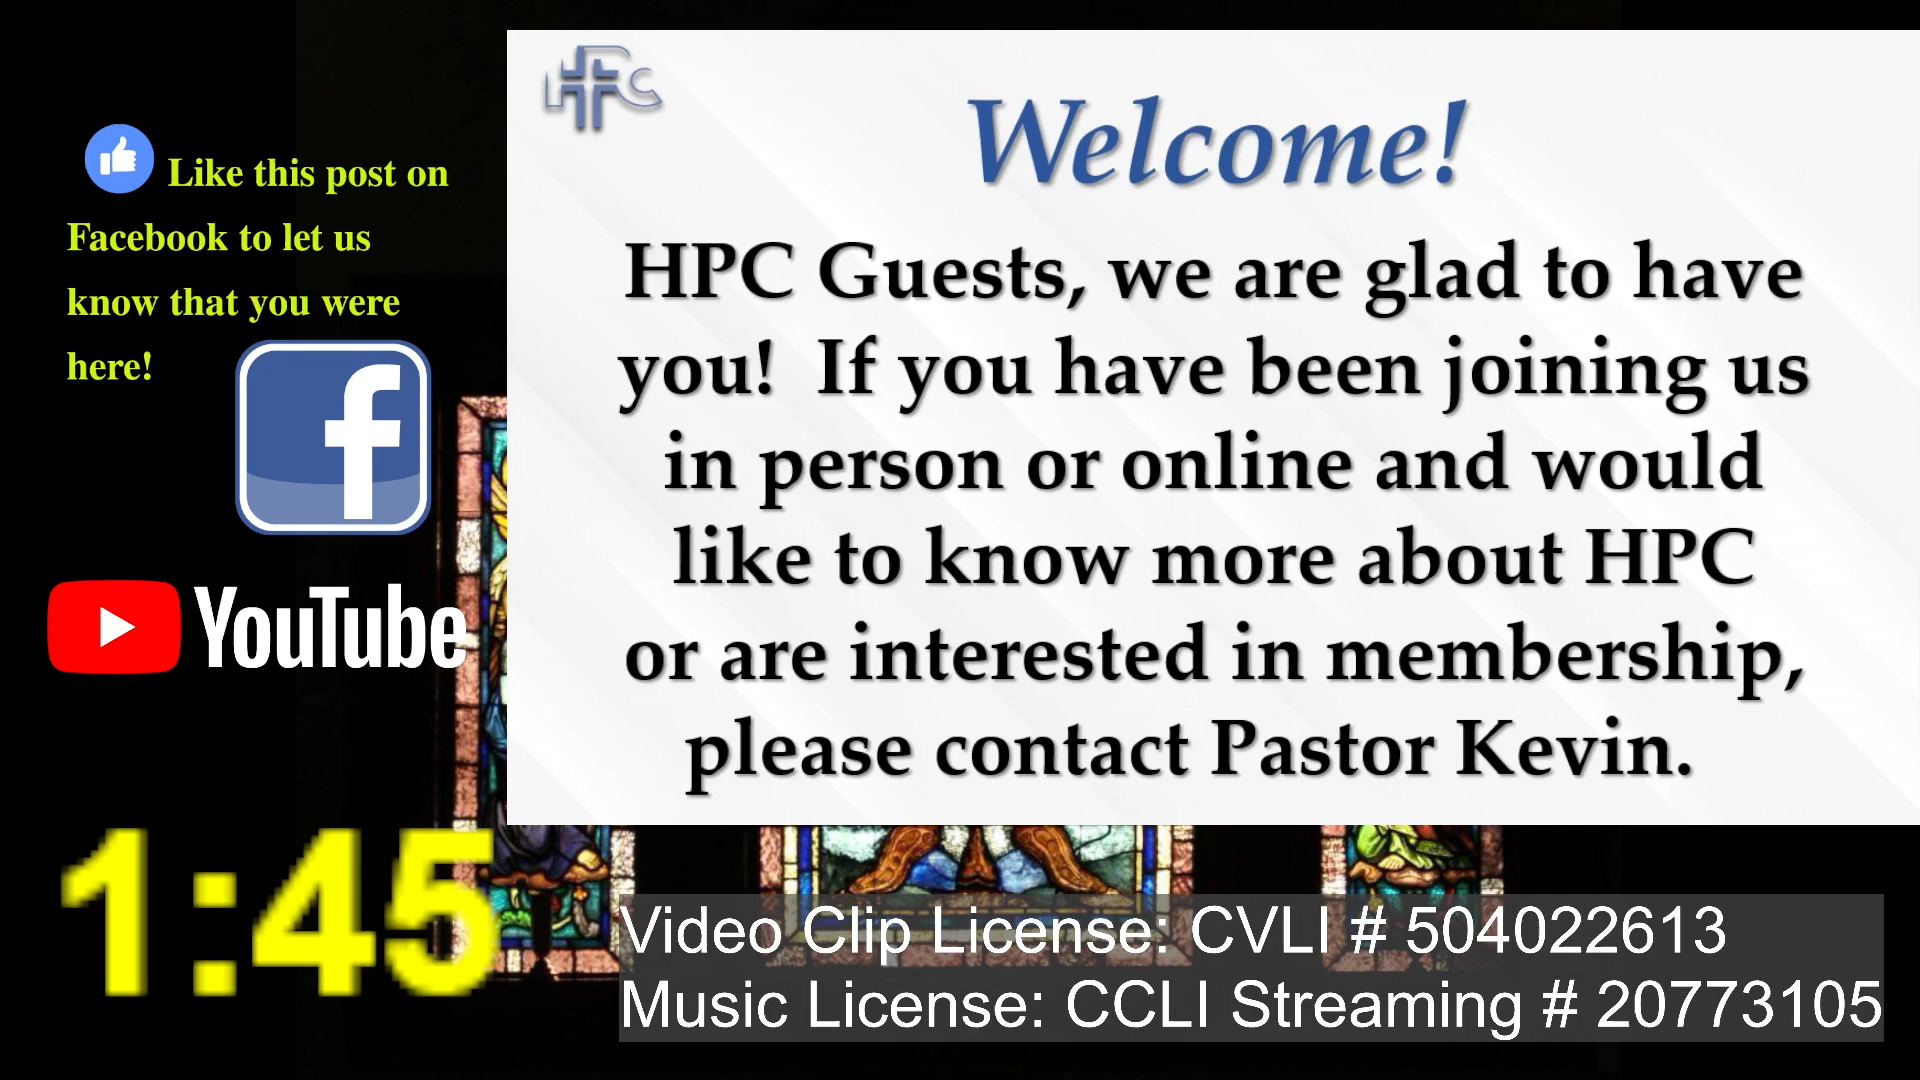 Like this post on
Facebook to let us
know that you were
here!
f
YouTube
1:45
HPC
Welcome!
HPC Guests, we are glad to have
you!  If you have been joining us
in person or online and would
like to know more about HPC
or are interested in membership,
please contact Pastor Kevin.
Video Clip License: CVLI # 504022613
Music License: CCLI Streaming # 20773105